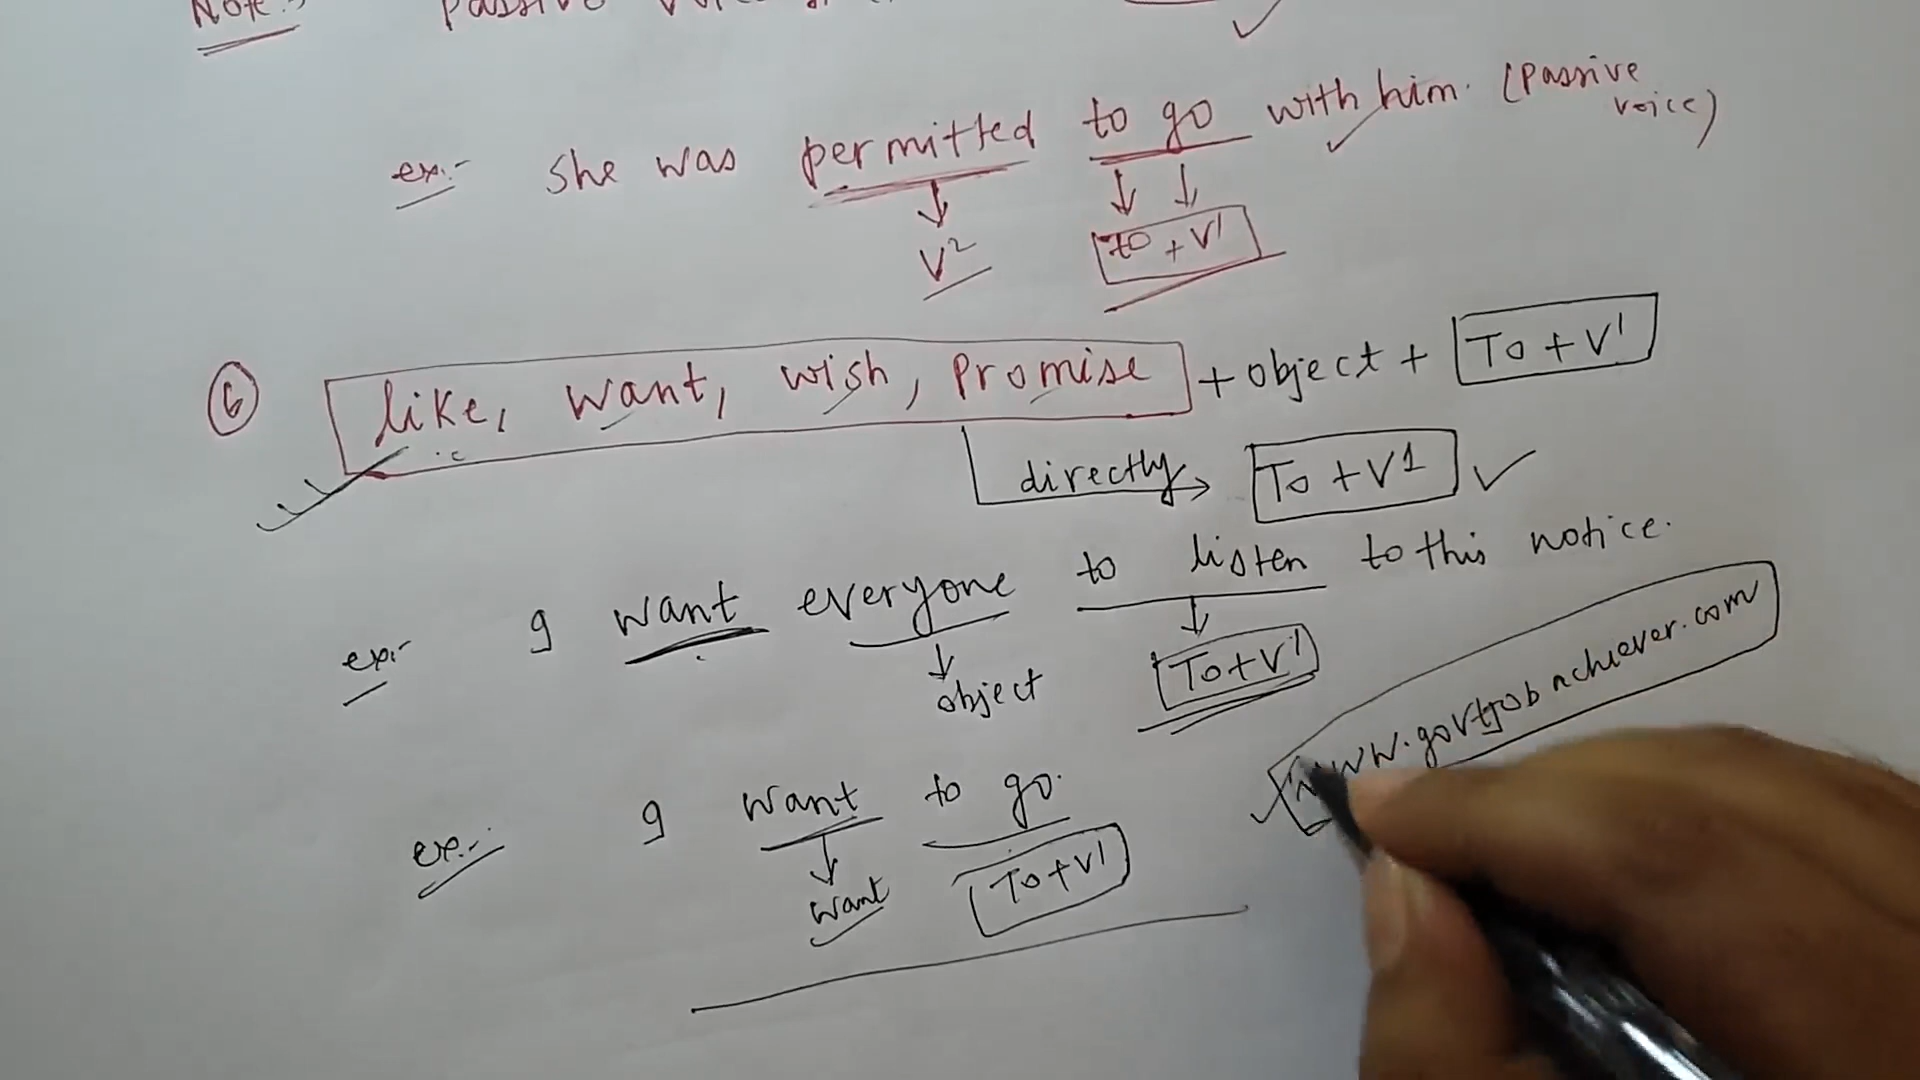 Note:-
Passive
ex:- she was permitted to go with him. (Passive voice)
V² to + V¹
6 like, want, wish, Promise + object + To + V¹
directly → To + V1
ex:- I want everyone to listen to this notice.
object To+V¹
www.govtjobachiever.com
ex:- I want to go.
want To+V¹